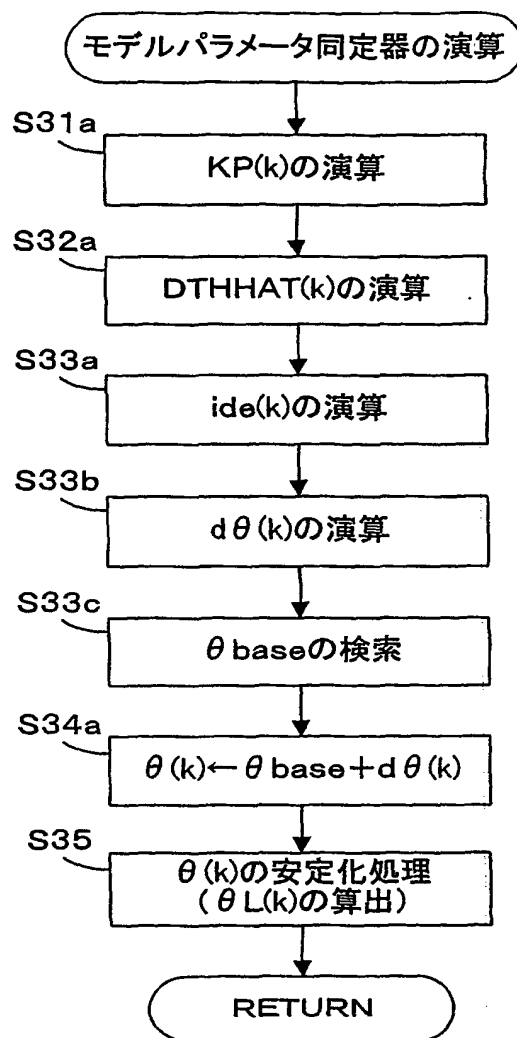 モデルパラメータ同定器の演算
S31a
KP(k)の演算
S32a
DTHHAT(k)の演算
S33a
ide(k)の演算
S33b
dθ(k)の演算
S33c
θbaseの検索
S34a
θ(k)←θbase+dθ(k)
S35
θ(k)の安定化処理
(θL(k)の算出)
RETURN